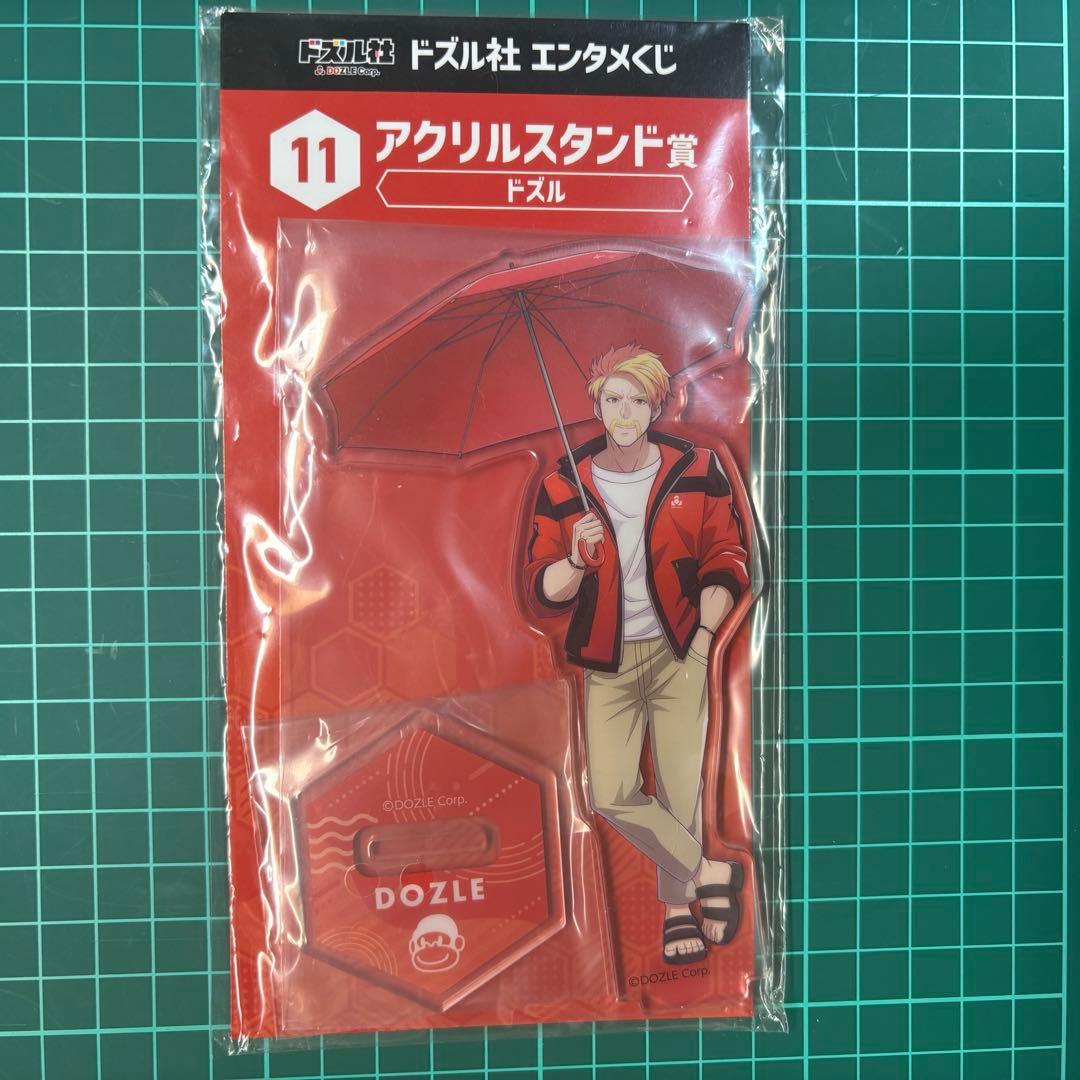 ドズル社
DOZLE Corp.
ドズル社 エンタメくじ
11
アクリルスタンド賞
ドズル
©DOZLE Corp.
DOZLE
©DOZLE Corp.